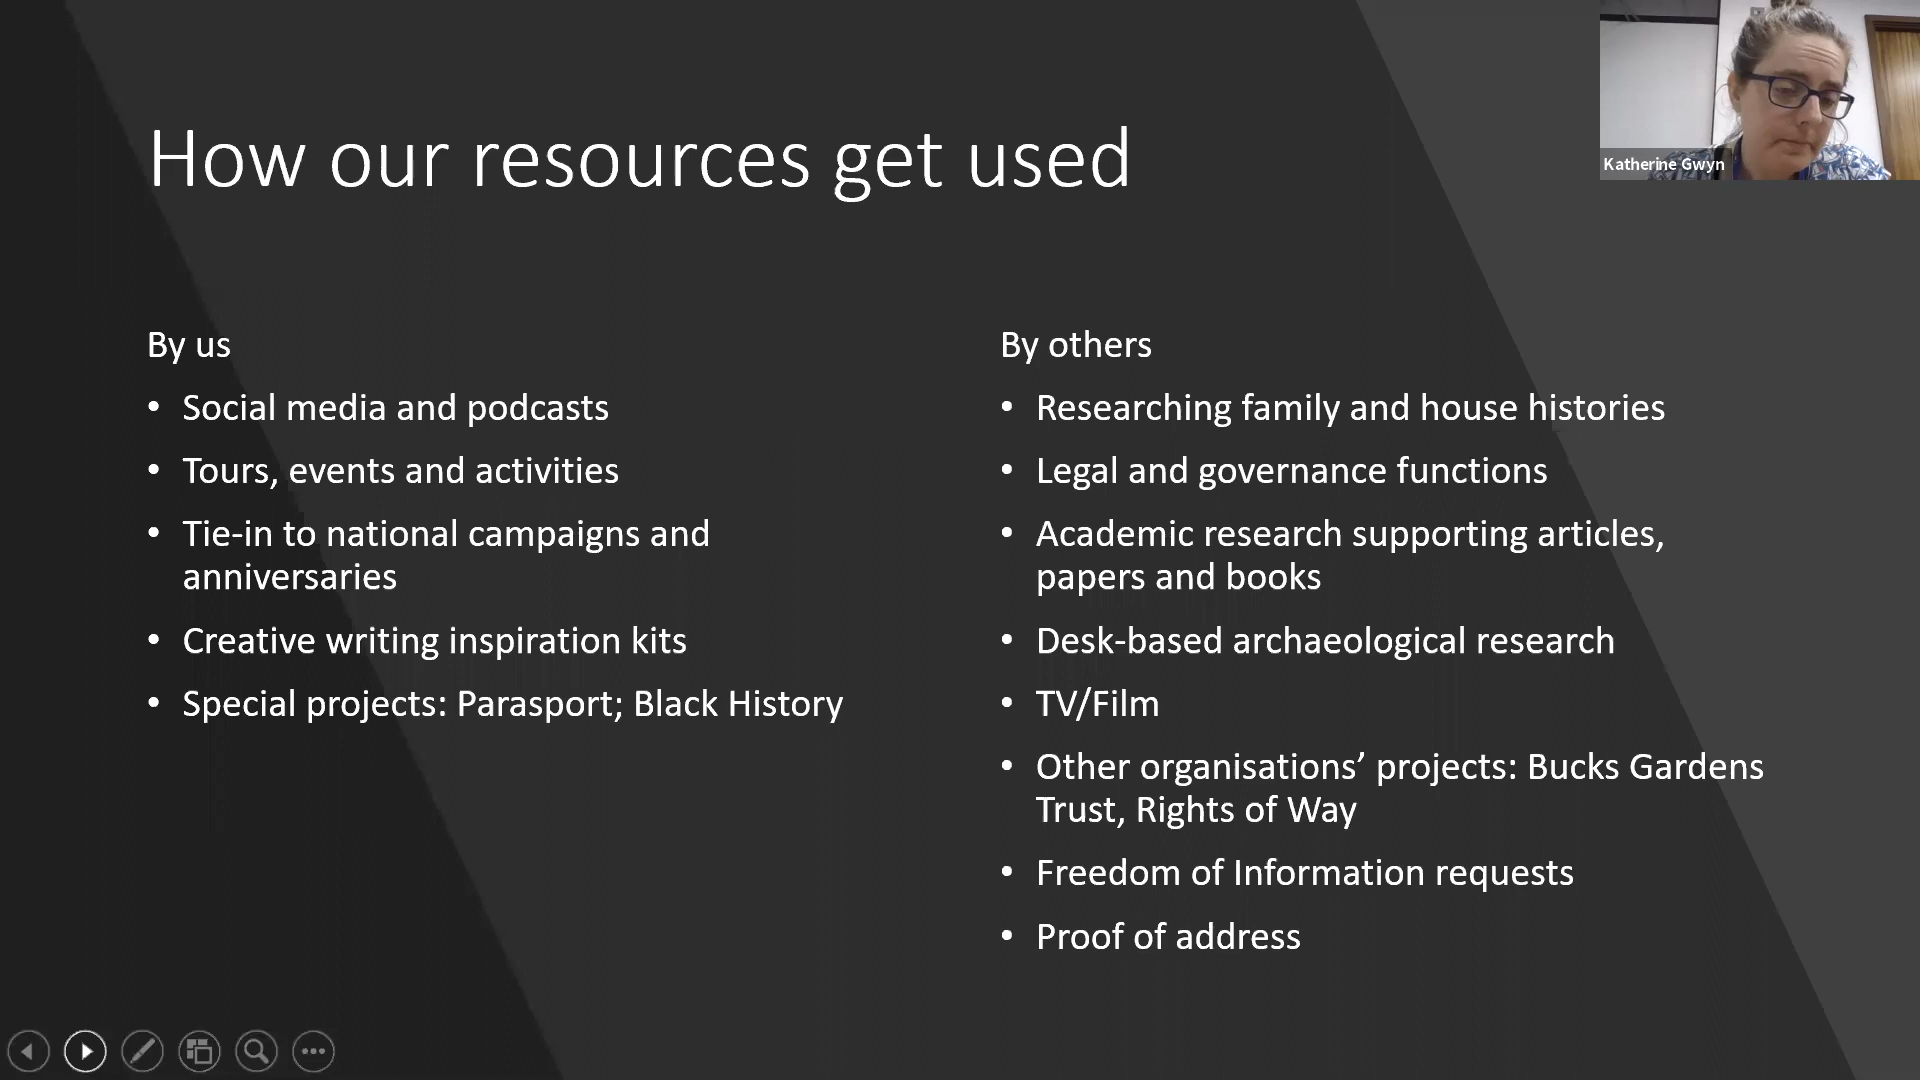 How our resources get used
Katherine Gwyn
By us
• Social media and podcasts
• Tours, events and activities
• Tie-in to national campaigns and
anniversaries
• Creative writing inspiration kits
• Special projects: Parasport; Black History
By others
• Researching family and house histories
• Legal and governance functions
• Academic research supporting articles,
papers and books
• Desk-based archaeological research
• TV/Film
• Other organisations’ projects: Bucks Gardens
Trust, Rights of Way
• Freedom of Information requests
• Proof of address